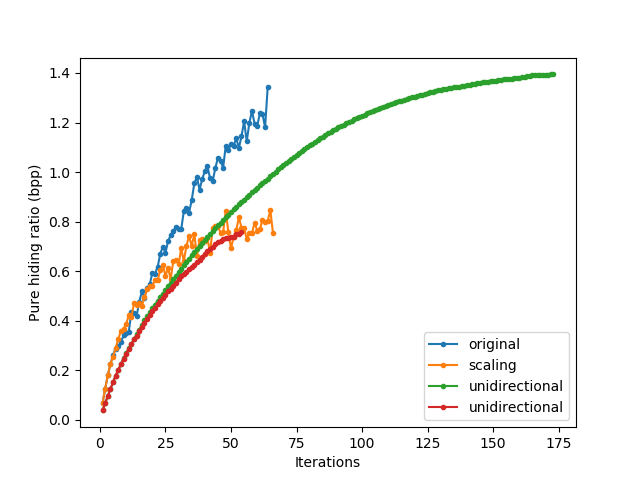 1.4
1.2
1.0
0.8
0.6
0.4
0.2
0.0
Pure hiding ratio (bpp)
original
scaling
unidirectional
unidirectional
0 25 50 75 100 125 150 175
Iterations